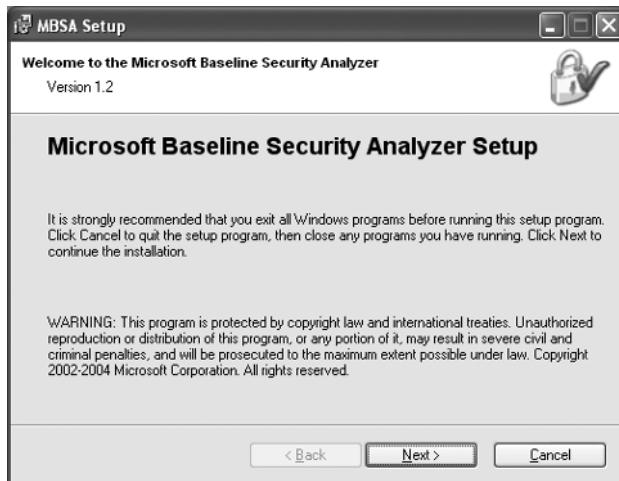 MBSA Setup
Welcome to the Microsoft Baseline Security Analyzer
Version 1.2
Microsoft Baseline Security Analyzer Setup
It is strongly recommended that you exit all Windows programs before running this setup program.
Click Cancel to quit the setup program, then close any programs you have running. Click Next to
continue the installation.
WARNING: This program is protected by copyright law and international treaties. Unauthorized
reproduction or distribution of this program, or any portion of it, may result in severe civil and
criminal penalties, and will be prosecuted to the maximum extent possible under law. Copyright
2002-2004 Microsoft Corporation. All rights reserved.
< Back Next > Cancel